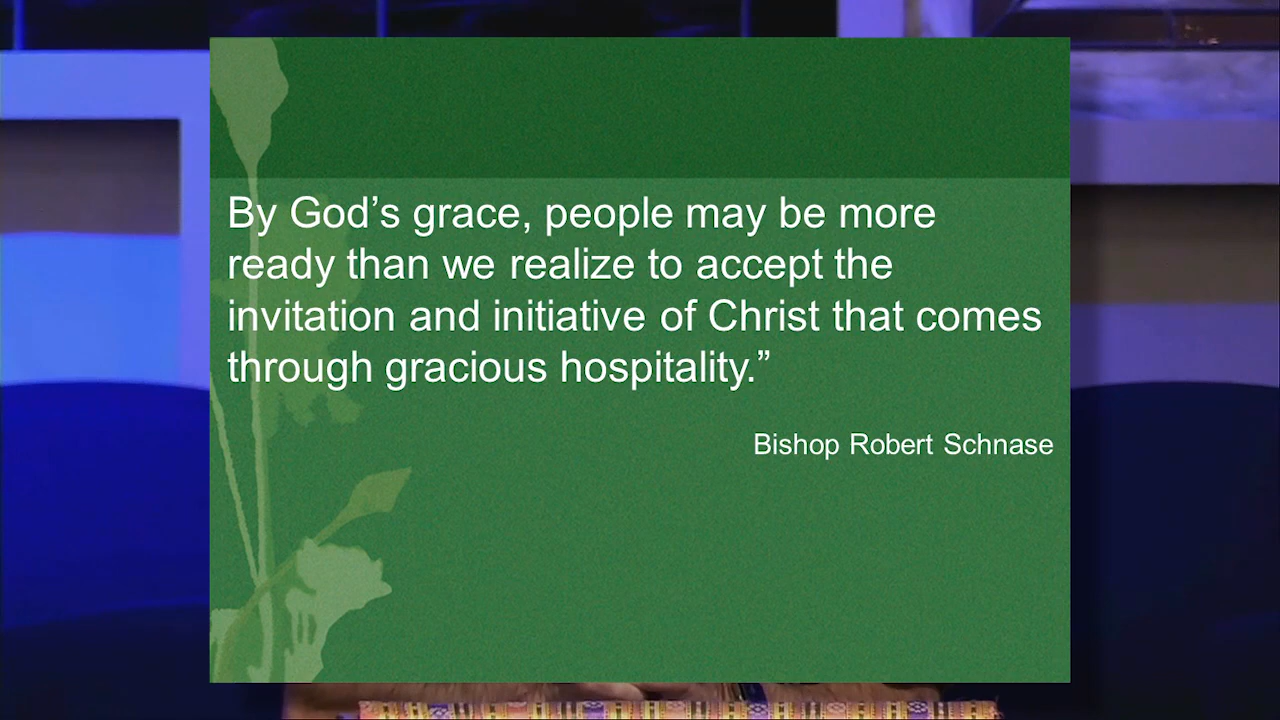 By God’s grace, people may be more
ready than we realize to accept the
invitation and initiative of Christ that comes
through gracious hospitality.”
Bishop Robert Schnase